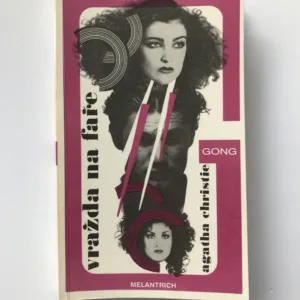 vražda na faře
GONG
agatha christie
MELANTRICH